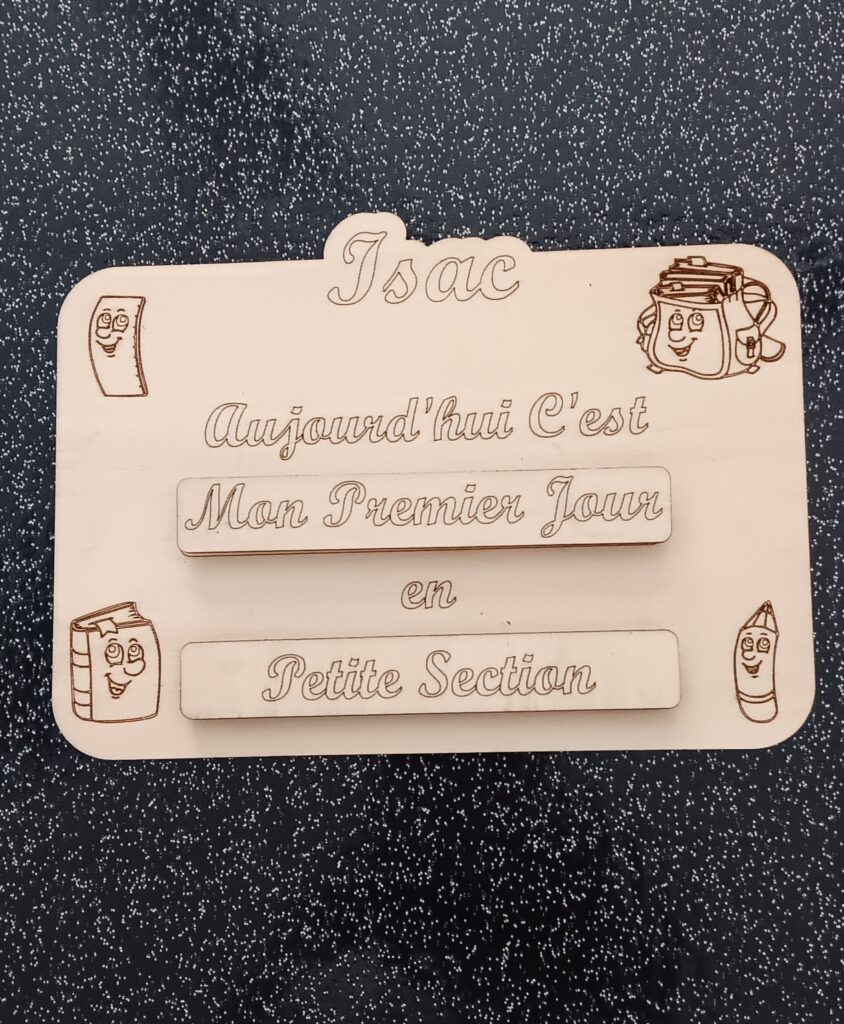 Isac
Aujourd'hui C'est
Mon Premier Jour
en
Petite Section